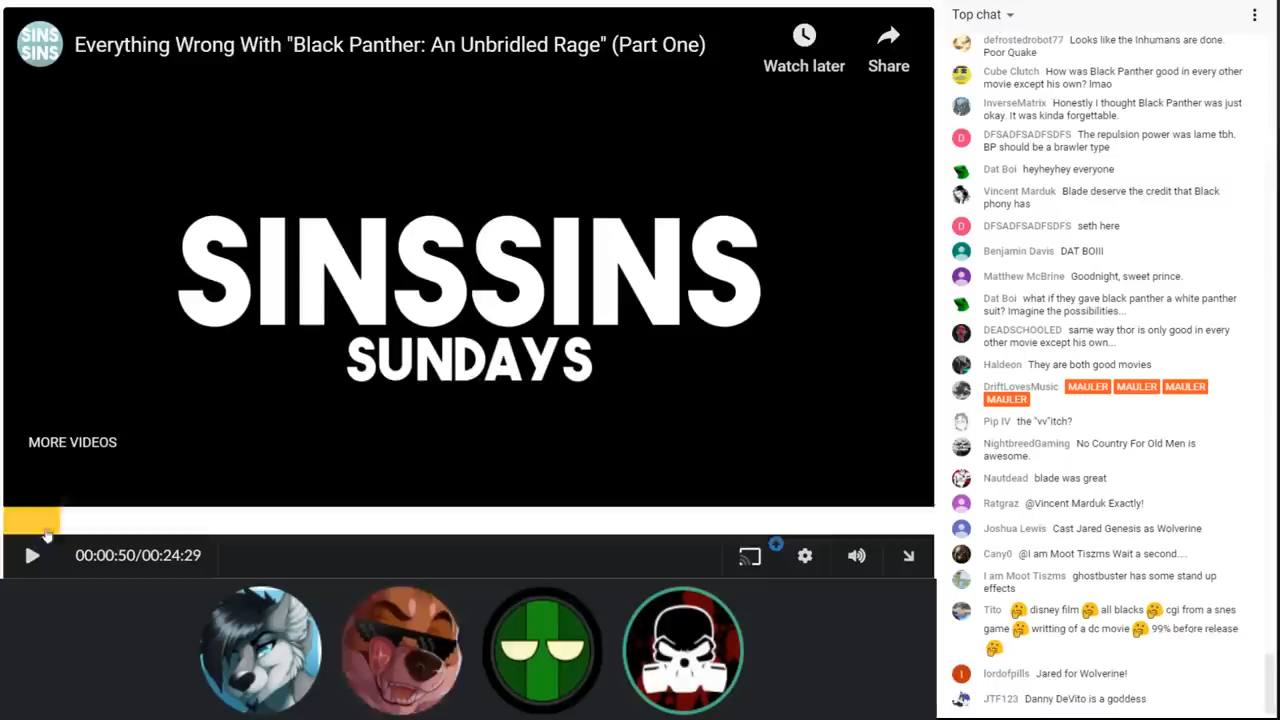 SINS
SINS
Everything Wrong With "Black Panther: An Unbridled Rage" (Part One)
Watch later
Share
SINSSINS
SUNDAYS
MORE VIDEOS
00:00:50/00:24:29
Top chat
defrostedrobot77 Looks like the Inhumans are done.
Poor Quake
Cube Clutch How was Black Panther good in every other
movie except his own? lmao
InverseMatrix Honestly I thought Black Panther was just
okay. It was kinda forgettable.
D
DFSADFSADFSDFS The repulsion power was lame tbh.
BP should be a brawler type
Dat Boi heyheyhey everyone
Vincent Marduk Blade deserve the credit that Black
phony has
D
DFSADFSADFSDFS seth here
Benjamin Davis DAT BOIII
Matthew McBrine Goodnight, sweet prince.
Dat Boi what if they gave black panther a white panther
suit? Imagine the possibilities...
DEADSCHOOLED same way thor is only good in every
other movie except his own...
Haldeon They are both good movies
DriftLovesMusic MAULER MAULER MAULER
MAULER
Pip IV the "vv"itch?
NightbreedGaming No Country For Old Men is
awesome.
Nautdead blade was great
Ratgraz @Vincent Marduk Exactly!
Joshua Lewis Cast Jared Genesis as Wolverine
Cany0 @I am Moot Tiszms Wait a second....
I am Moot Tiszms ghostbuster has some stand up
effects
Tito 🤔 disney film 🤔 all blacks 🤔 cgi from a snes
game 🤔 writting of a dc movie 🤔 99% before release
🤔
l
lordofpills Jared for Wolverine!
JTF123 Danny DeVito is a goddess